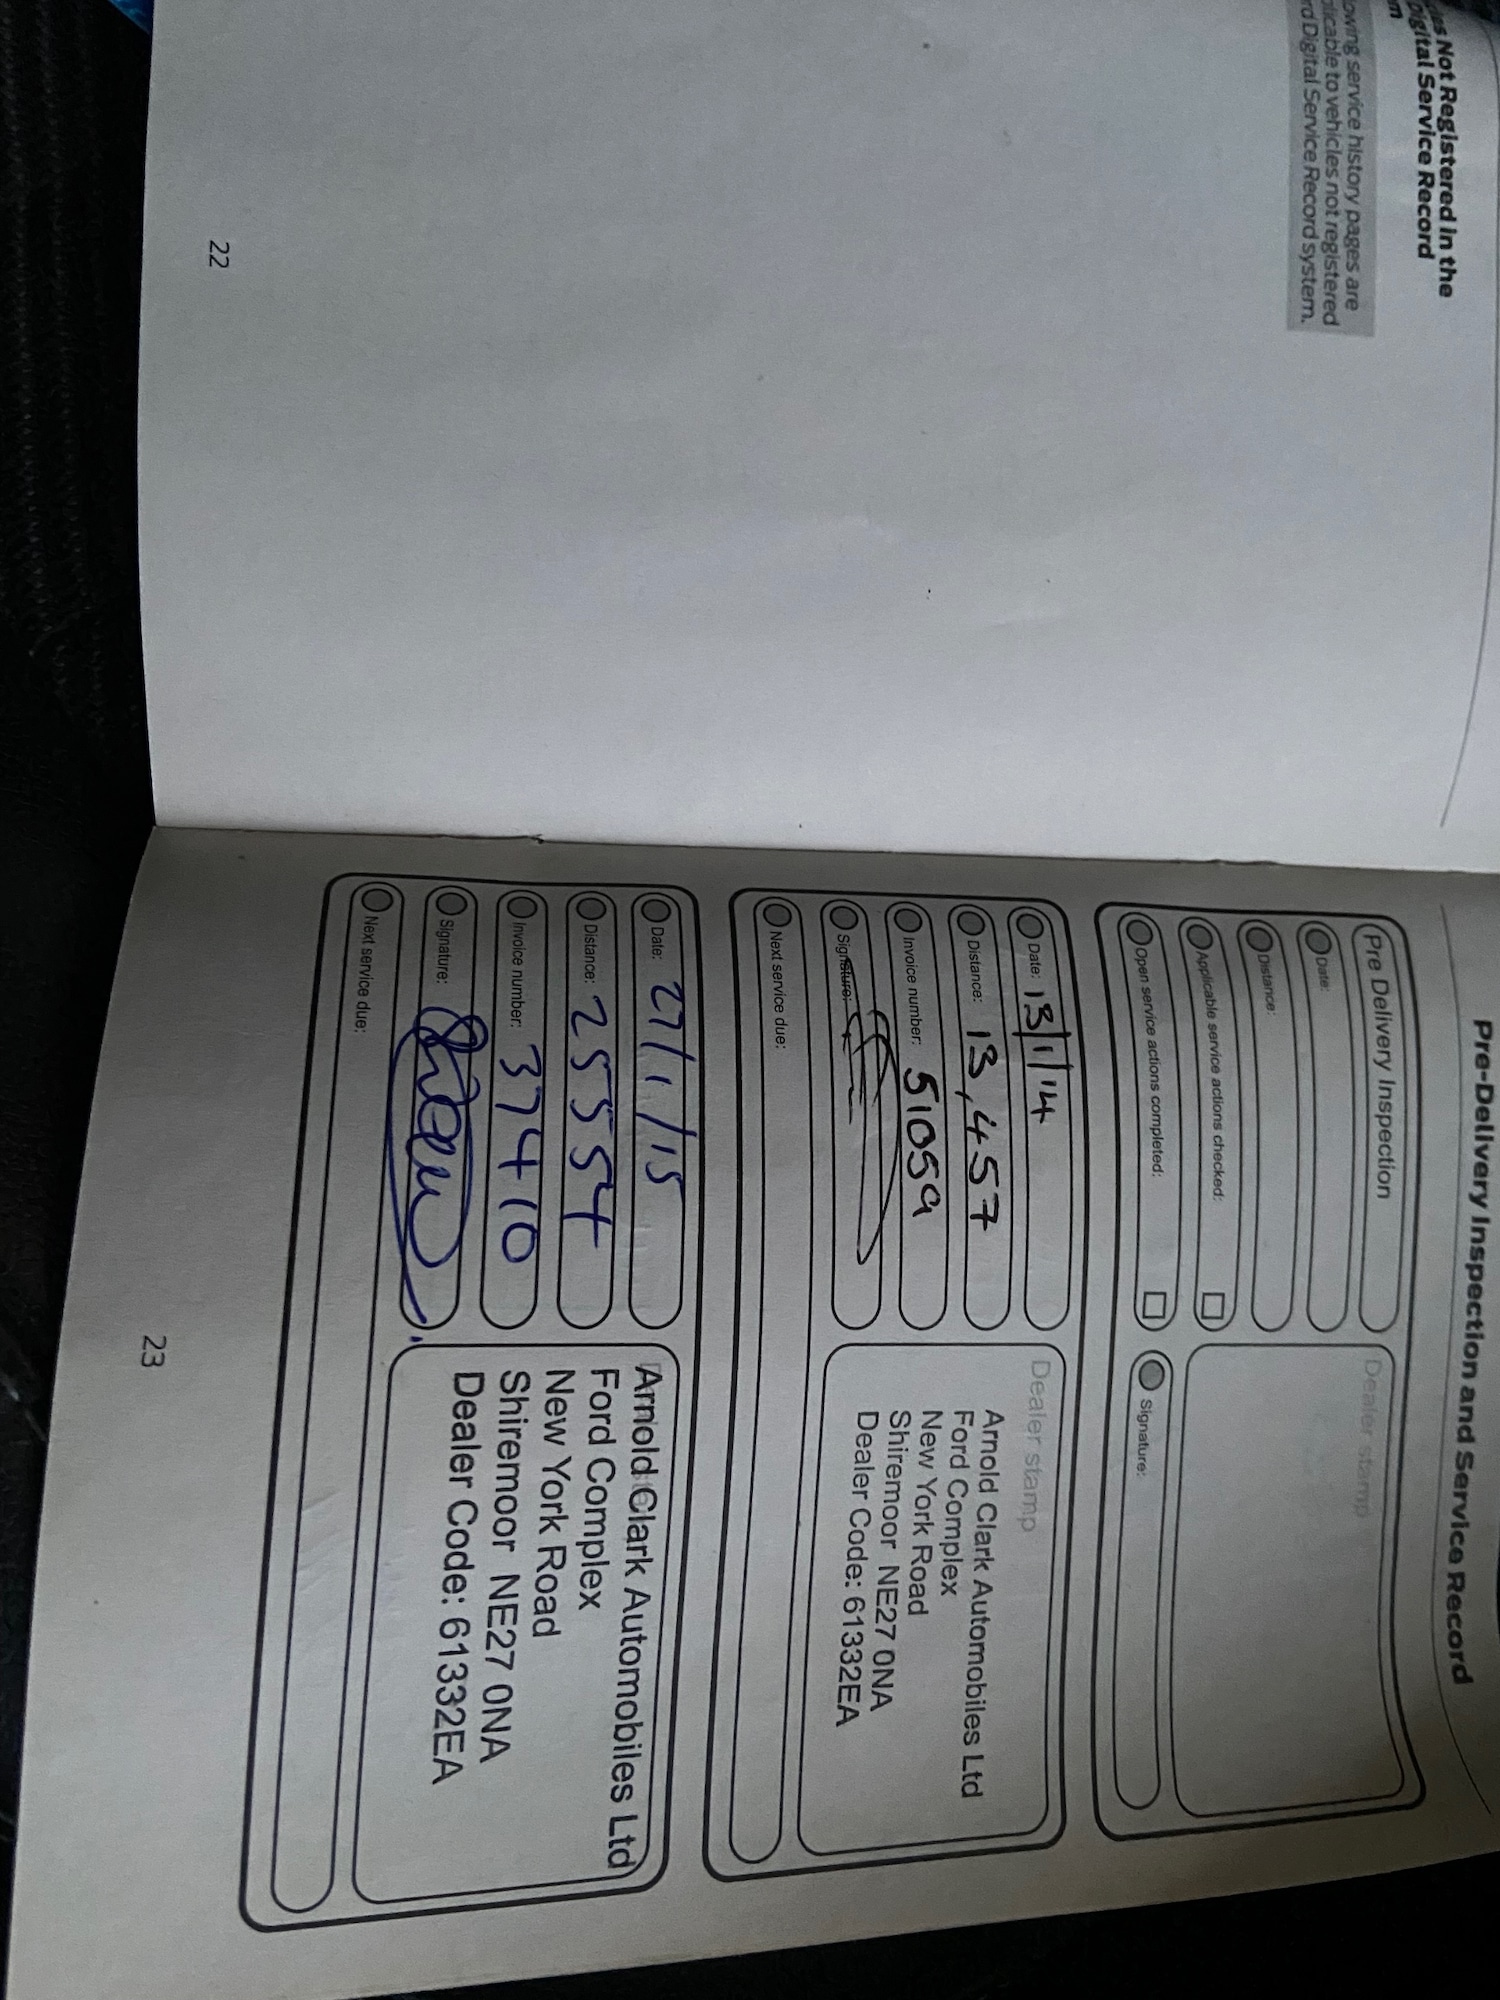 les Not Registered in the
Digital Service Record
m
lowing service history pages are
plicable to vehicles not registered
rd Digital Service Record system.
22
Pre-Delivery Inspection and Service Record
Pre Delivery Inspection
Dealer stamp
Date:
Distance:
Applicable service actions checked:
Open service actions completed:
Signature:
Date: 13/1/14
Distance: 13,457
Invoice number: 51059
Signature:
Next service due:
Dealer stamp
Arnold Clark Automobiles Ltd
Ford Complex
New York Road
Shiremoor NE27 0NA
Dealer Code: 61332EA
Date: 27/1/15
Distance: 25554
Invoice number: 37410
Signature:
Next service due:
Arnold Clark Automobiles Ltd
Ford Complex
New York Road
Shiremoor NE27 0NA
Dealer Code: 61332EA
23